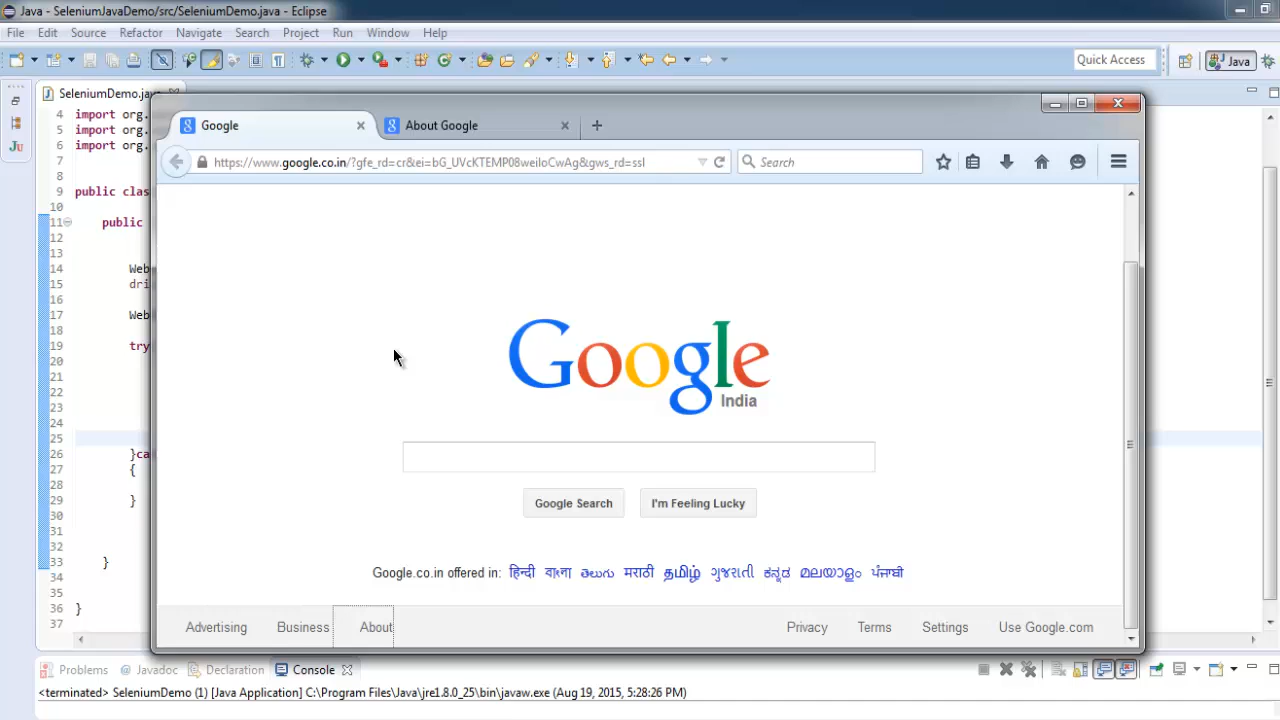 Java - SeleniumJavaDemo/src/SeleniumDemo.java - Eclipse
File Edit Source Refactor Navigate Search Project Run Window Help
Quick Access
Java
SeleniumDemo.java
Google
About Google
https://www.google.co.in/?gfe_rd=cr&ei=bG_UVcKTEMP08weiloCwAg&gws_rd=ssl
Search
4 import org.
5 import org.
6 import org.
7
8
9 public clas
10
11 public
12
13
14 Web
15 dri
16
17 Web
18
19 try
20
21
22
23
24
25
26 }ca
27 {
28
29 }
30
31
32
33 }
34
35
36 }
37
Google
India
Google Search
I'm Feeling Lucky
Google.co.in offered in: हिन्दी বাংলা తెలుగు मराठी தமிழ் ગુજરાતી ಕನ್ನಡ മലയാളം ਪੰਜਾਬੀ
Advertising Business About Privacy Terms Settings Use Google.com
Problems @ Javadoc Declaration Console
<terminated> SeleniumDemo (1) [Java Application] C:\Program Files\Java\jre1.8.0_25\bin\javaw.exe (Aug 19, 2015, 5:28:26 PM)